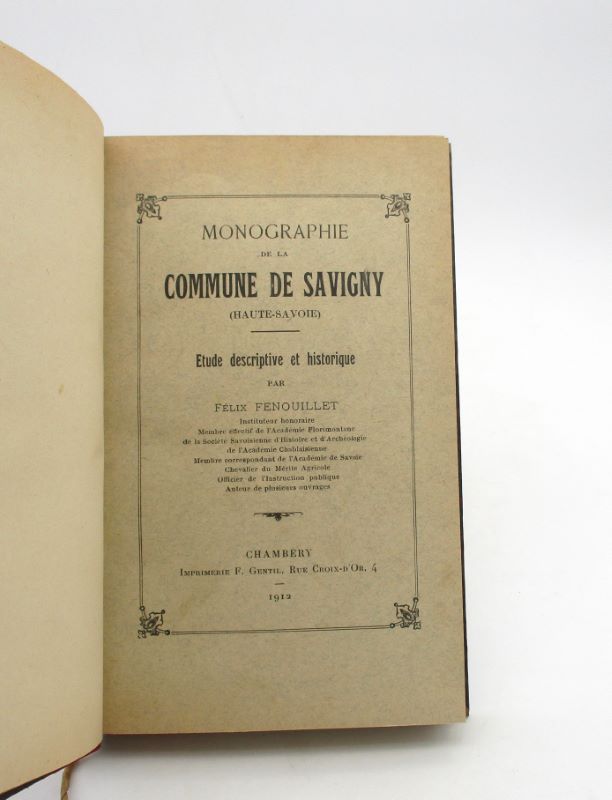 MONOGRAPHIE
DE LA
COMMUNE DE SAVIGNY
(HAUTE-SAVOIE)
Etude descriptive et historique
PAR
FÉLIX FENOUILLET
Instituteur honoraire
Membre effectif de l'Académie Florimontane
de la Société Savoisienne d'Histoire et d'Archéologie
de l'Académie Chablaisienne
Membre correspondant de l'Académie de Savoie
Chevalier du Mérite Agricole
Officier de l'Instruction publique
Auteur de plusieurs ouvrages
CHAMBÉRY
IMPRIMERIE F. GENTIL, RUE CROIX-D'OR, 4
1912